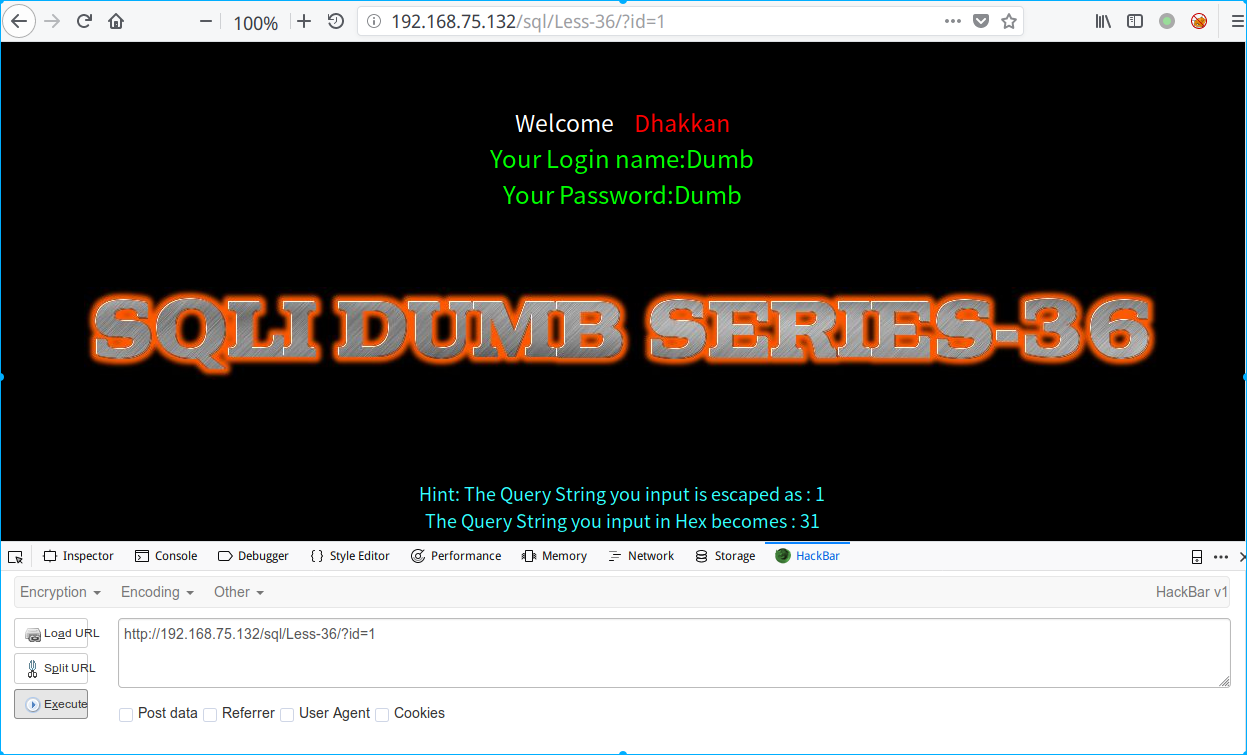 100%
192.168.75.132/sql/Less-36/?id=1
Welcome Dhakkan
Your Login name:Dumb
Your Password:Dumb
SQLI DUMB SERIES-36
Hint: The Query String you input is escaped as : 1
The Query String you input in Hex becomes : 31
Inspector Console Debugger Style Editor Performance Memory Network Storage HackBar
Encryption Encoding Other HackBar v1
Load URL
http://192.168.75.132/sql/Less-36/?id=1
Split URL
Execute
Post data Referrer User Agent Cookies